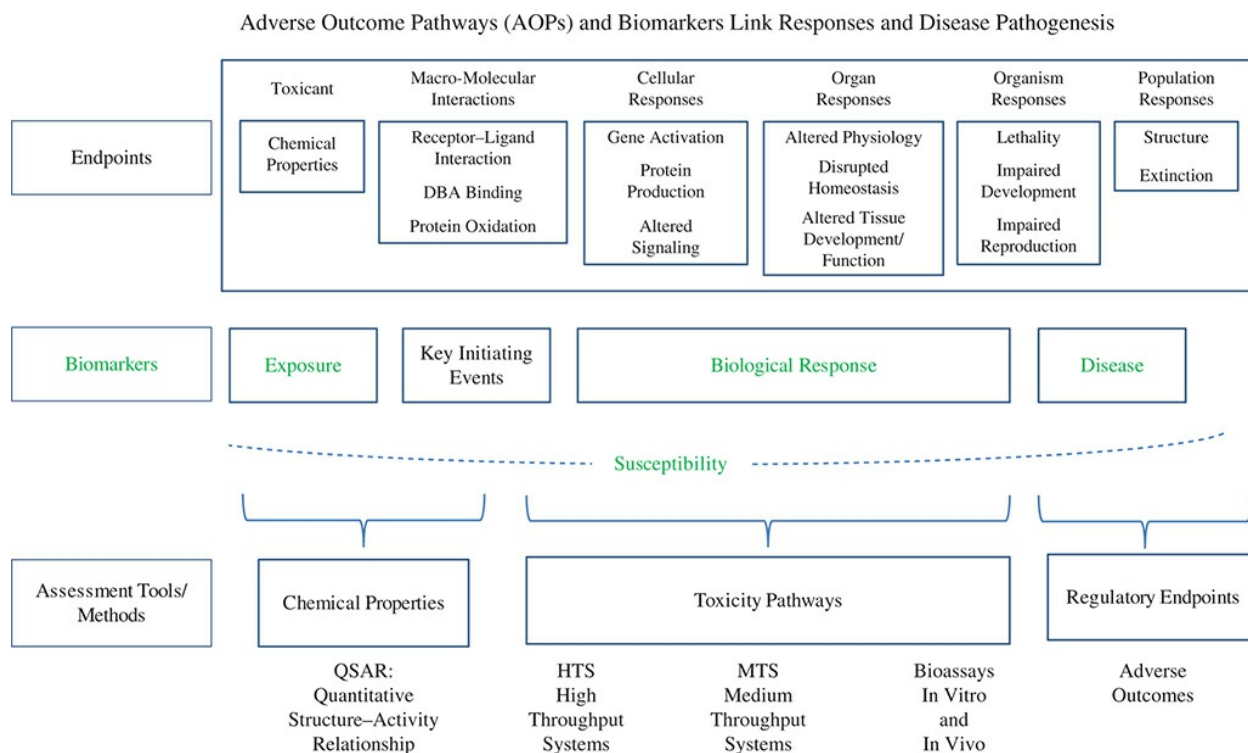 Adverse Outcome Pathways (AOPs) and Biomarkers Link Responses and Disease Pathogenesis
Endpoints
Toxicant
Chemical
Properties
Macro-Molecular
Interactions
Receptor–Ligand
Interaction
DBA Binding
Protein Oxidation
Cellular
Responses
Gene Activation
Protein
Production
Altered
Signaling
Organ
Responses
Altered Physiology
Disrupted
Homeostasis
Altered Tissue
Development/
Function
Organism
Responses
Lethality
Impaired
Development
Impaired
Reproduction
Population
Responses
Structure
Extinction
Biomarkers
Exposure
Key Initiating
Events
Biological Response
Disease
Susceptibility
Assessment Tools/
Methods
Chemical Properties
Toxicity Pathways
Regulatory Endpoints
QSAR:
Quantitative
Structure–Activity
Relationship
HTS
High
Throughput
Systems
MTS
Medium
Throughput
Systems
Bioassays
In Vitro
and
In Vivo
Adverse
Outcomes